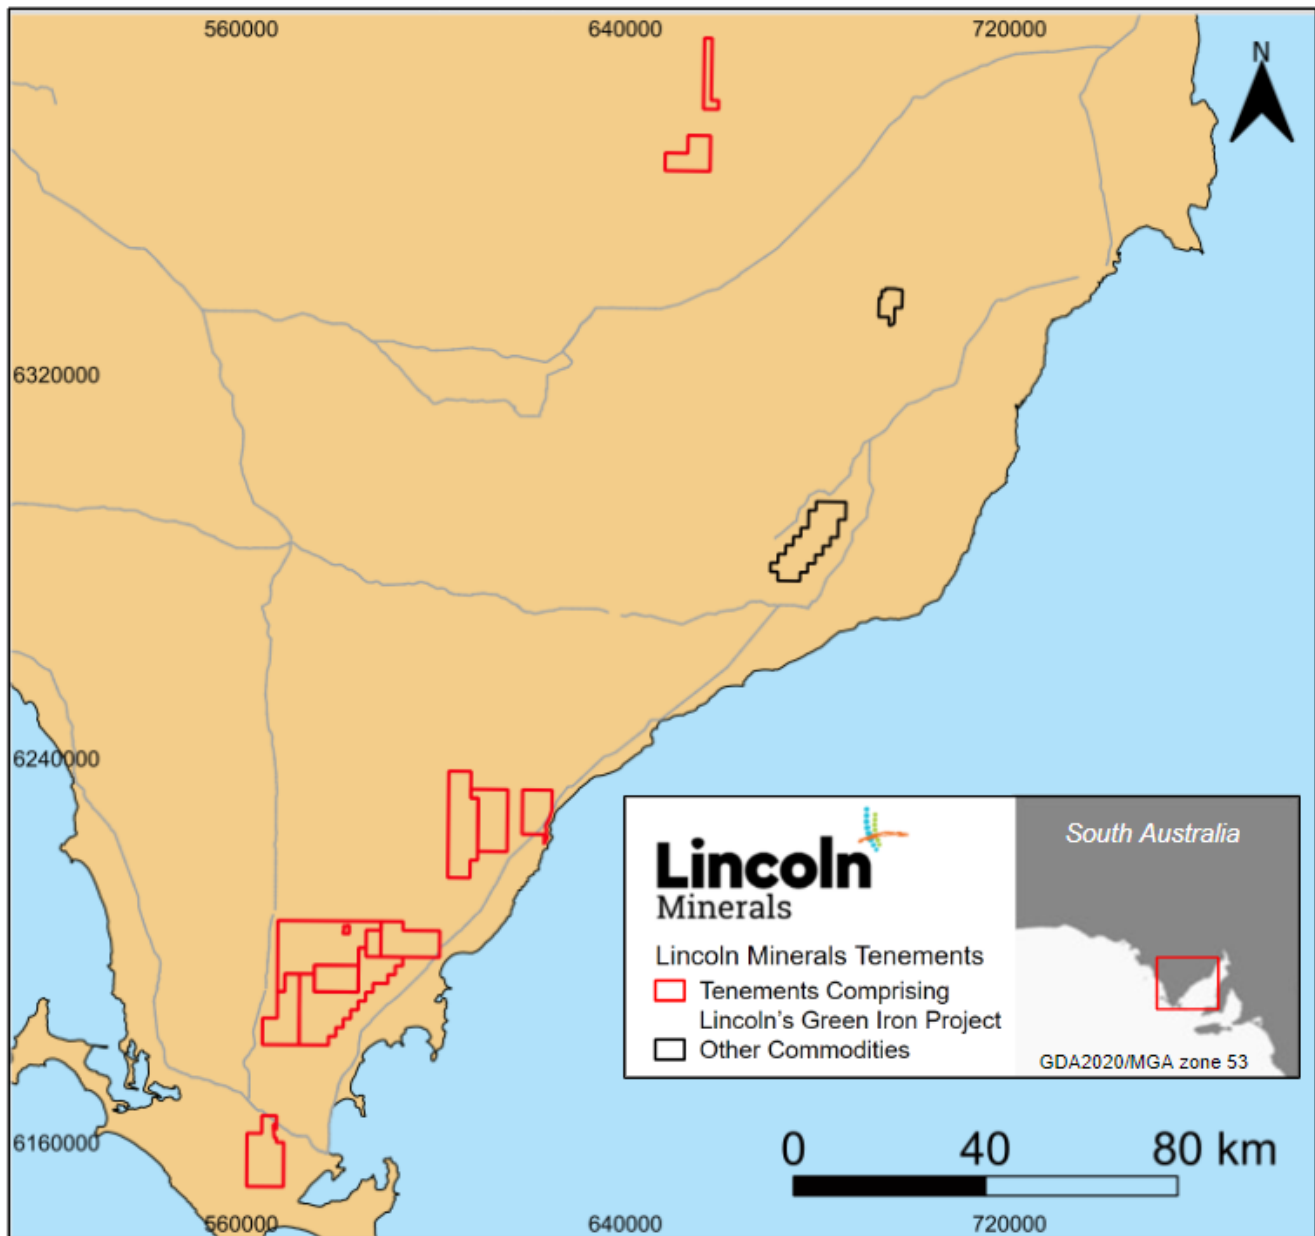 560000 640000 720000
N
6320000
6240000
Lincoln
Minerals
Lincoln Minerals Tenements
Tenements Comprising
Lincoln's Green Iron Project
Other Commodities
South Australia
GDA2020/MGA zone 53
6160000
0 40 80 km
560000 640000 720000